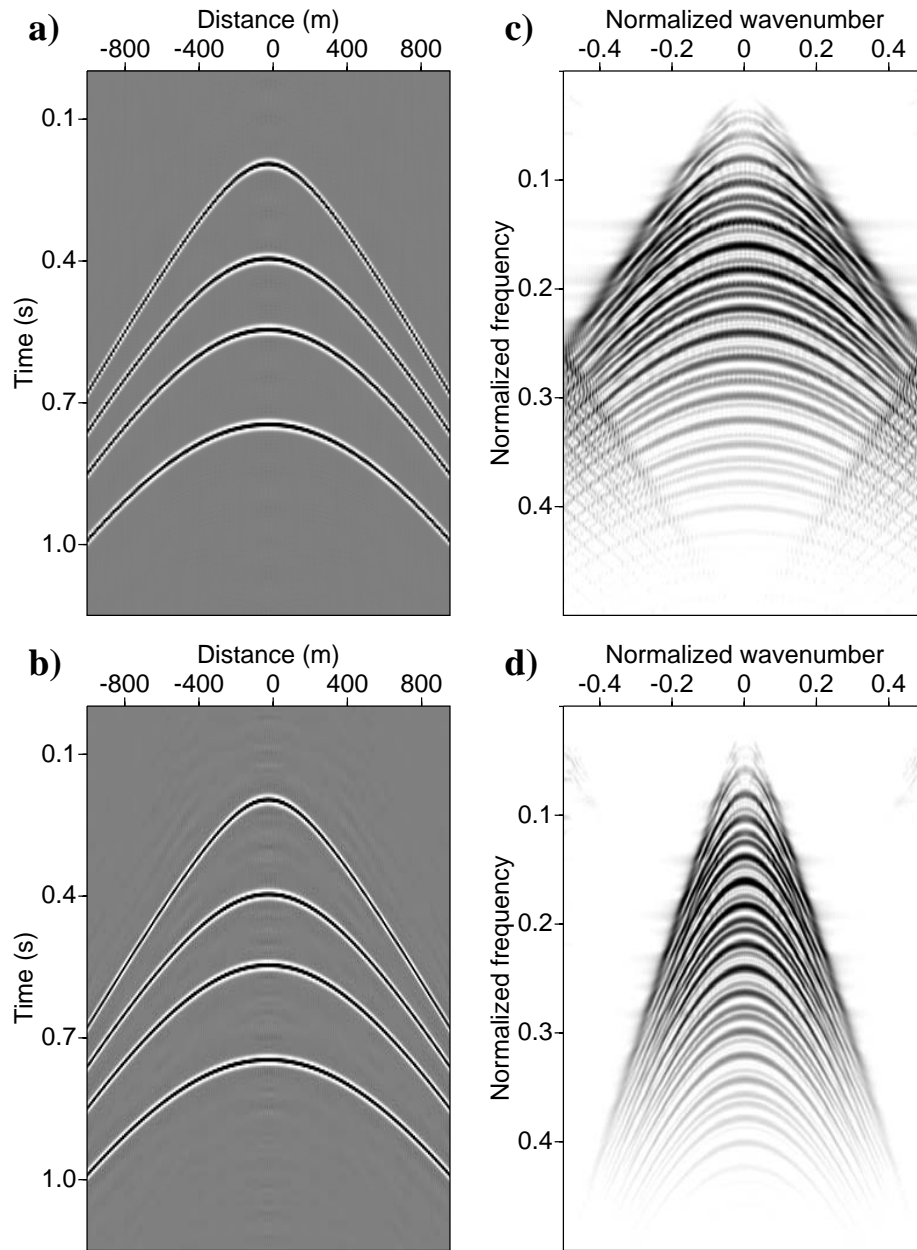 a)
Distance (m)
-800 -400 0 400 800
0.1
0.4
0.7
1.0
Time (s)
c)
Normalized wavenumber
-0.4 -0.2 0 0.2 0.4
0.1
0.2
0.3
0.4
Normalized frequency
b)
Distance (m)
-800 -400 0 400 800
0.1
0.4
0.7
1.0
Time (s)
d)
Normalized wavenumber
-0.4 -0.2 0 0.2 0.4
0.1
0.2
0.3
0.4
Normalized frequency